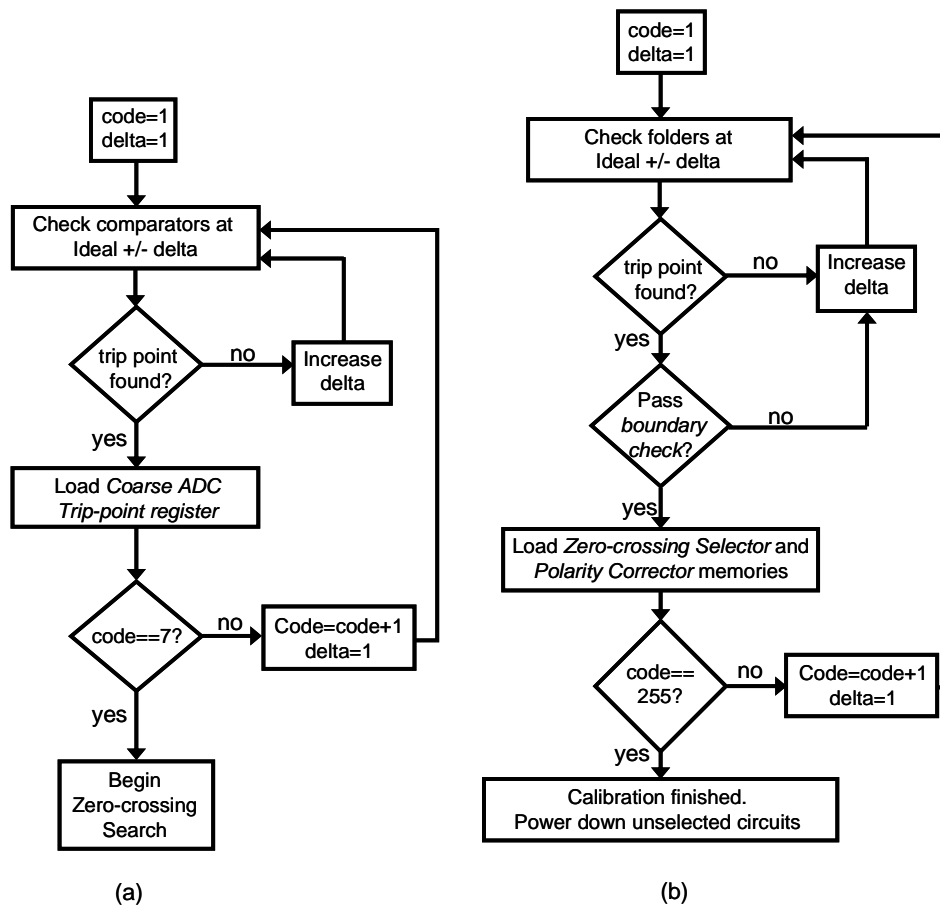 code=1
delta=1
Check comparators at
Ideal +/- delta
trip point
found?
no
Increase
delta
yes
Load Coarse ADC
Trip-point register
code==7?
no
Code=code+1
delta=1
yes
Begin
Zero-crossing
Search
(a)
code=1
delta=1
Check folders at
Ideal +/- delta
trip point
found?
no
Increase
delta
yes
Pass
boundary
check?
no
yes
Load Zero-crossing Selector and
Polarity Corrector memories
code==
255?
no
Code=code+1
delta=1
yes
Calibration finished.
Power down unselected circuits
(b)